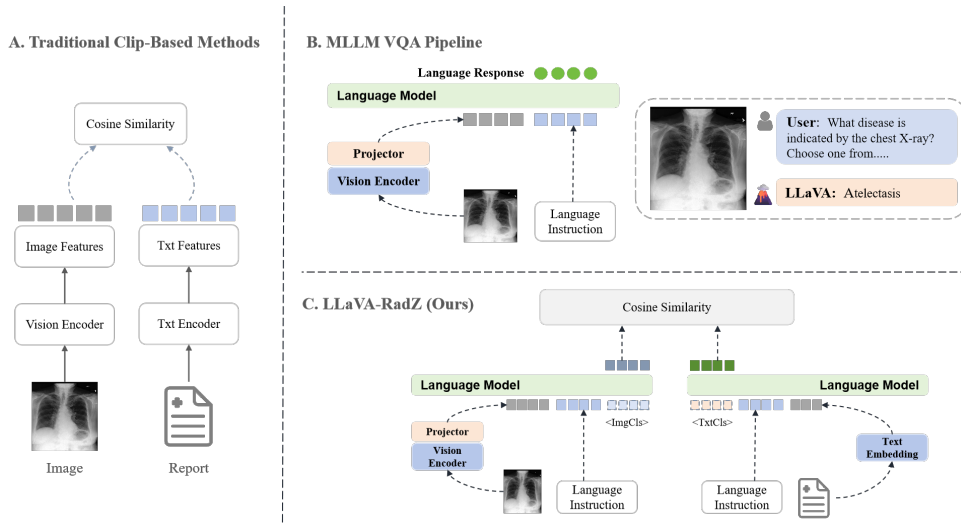 A. Traditional Clip-Based Methods
Cosine Similarity
Image Features
Txt Features
Vision Encoder
Txt Encoder
Image
Report
B. MLLM VQA Pipeline
Language Response
Language Model
Projector
Vision Encoder
Language
Instruction
User: What disease is
indicated by the chest X-ray?
Choose one from.....
LLaVA: Atelectasis
C. LLaVA-RadZ (Ours)
Cosine Similarity
Language Model
<ImgCls>
Projector
Vision
Encoder
Language
Instruction
Language Model
<TxtCls>
Text
Embedding
Language
Instruction